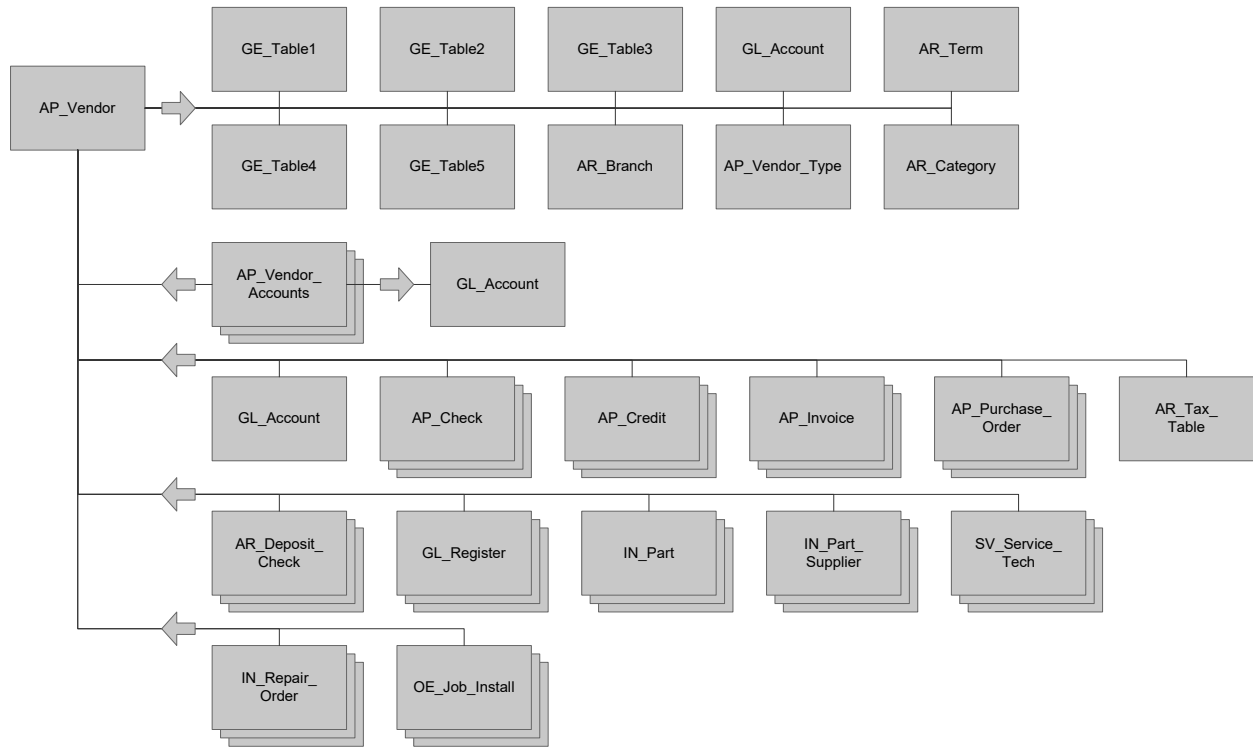 GE_Table1
GE_Table2
GE_Table3
GL_Account
AR_Term
AP_Vendor
GE_Table4
GE_Table5
AR_Branch
AP_Vendor_Type
AR_Category
AP_Vendor_
Accounts
GL_Account
GL_Account
AP_Check
AP_Credit
AP_Invoice
AP_Purchase_
Order
AR_Tax_
Table
AR_Deposit_
Check
GL_Register
IN_Part
IN_Part_
Supplier
SV_Service_
Tech
IN_Repair_
Order
OE_Job_Install